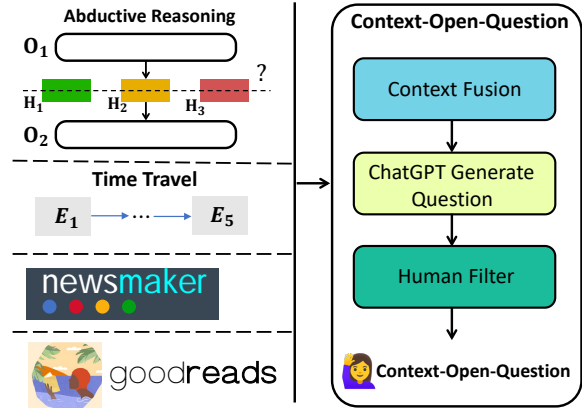 Abductive Reasoning
O1
?
H1
H2
H3
O2
Time Travel
E1
...
E5
newsmaker
goodreads
Context-Open-Question
Context Fusion
ChatGPT Generate
Question
Human Filter
Context-Open-Question